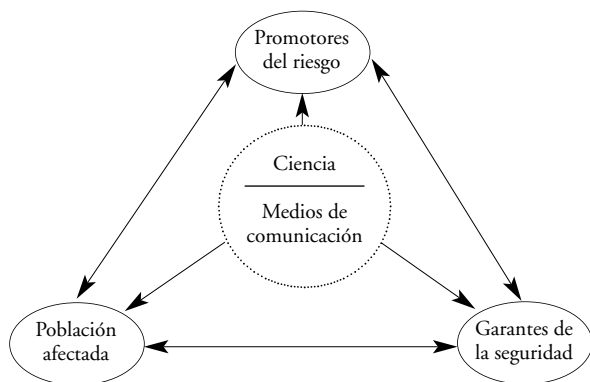 Promotores
del riesgo
Ciencia
Medios de
comunicación
Población
afectada
Garantes de
la seguridad